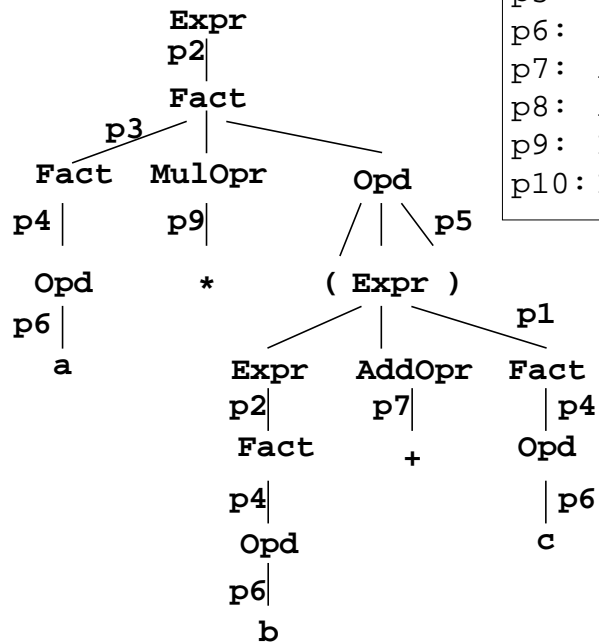 p6:
p7:
p8:
p9:
p10:
Expr
p2
Fact
p3
Fact MulOpr Opd
p4 p9 p5
Opd * ( Expr )
p6 p1
a Expr AddOpr Fact
p2 p7 p4
Fact + Opd
p4 p6
Opd c
p6
b